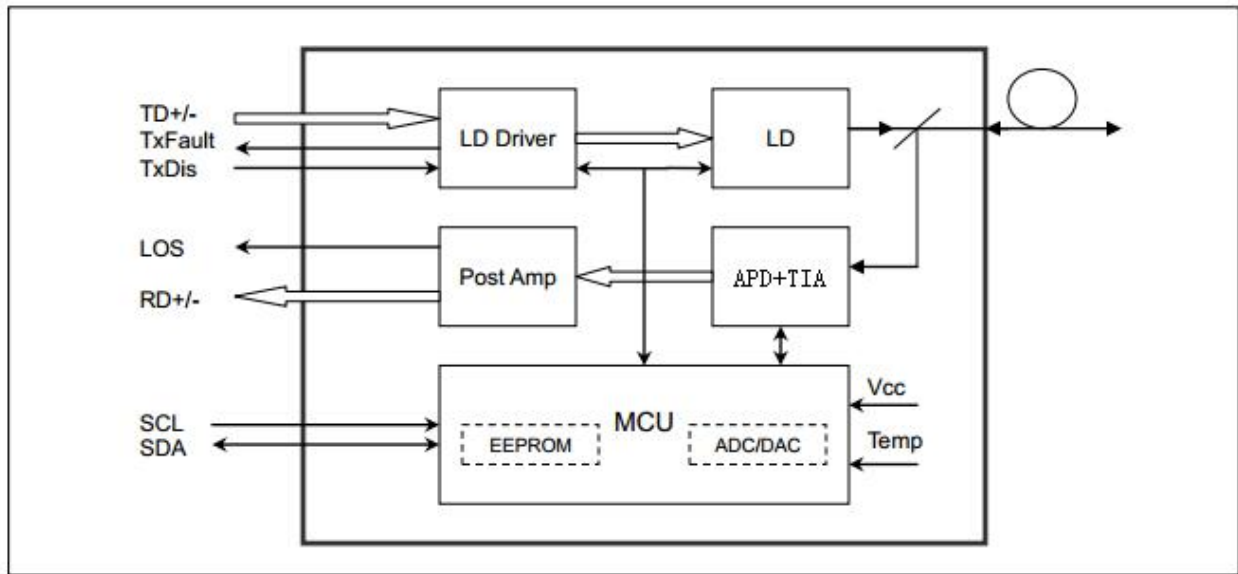 TD+/-
TxFault
TxDis
LD Driver
LD
LOS
RD+/-
Post Amp
APD+TIA
SCL
SDA
MCU
EEPROM
ADC/DAC
Vcc
Temp